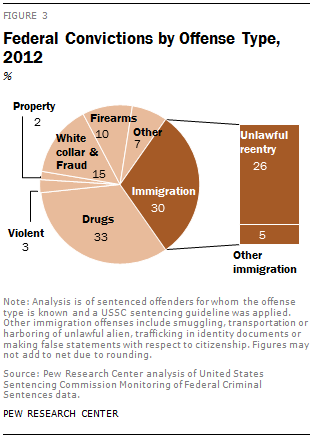 FIGURE 3
Federal Convictions by Offense Type,
2012
%
Property
2
Firearms
10
Other
7
White
collar &
Fraud
15
Unlawful
reentry
26
Immigration
30
Drugs
33
Violent
3
5
Other
immigration
Note: Analysis is of sentenced offenders for whom the offense
type is known and a USSC sentencing guideline was applied.
Other immigration offenses include smuggling, transportation or
harboring of unlawful alien, trafficking in identity documents or
making false statements with respect to citizenship. Figures may
not add to net due to rounding.
Source: Pew Research Center analysis of United States
Sentencing Commission Monitoring of Federal Criminal
Sentences data.
PEW RESEARCH CENTER